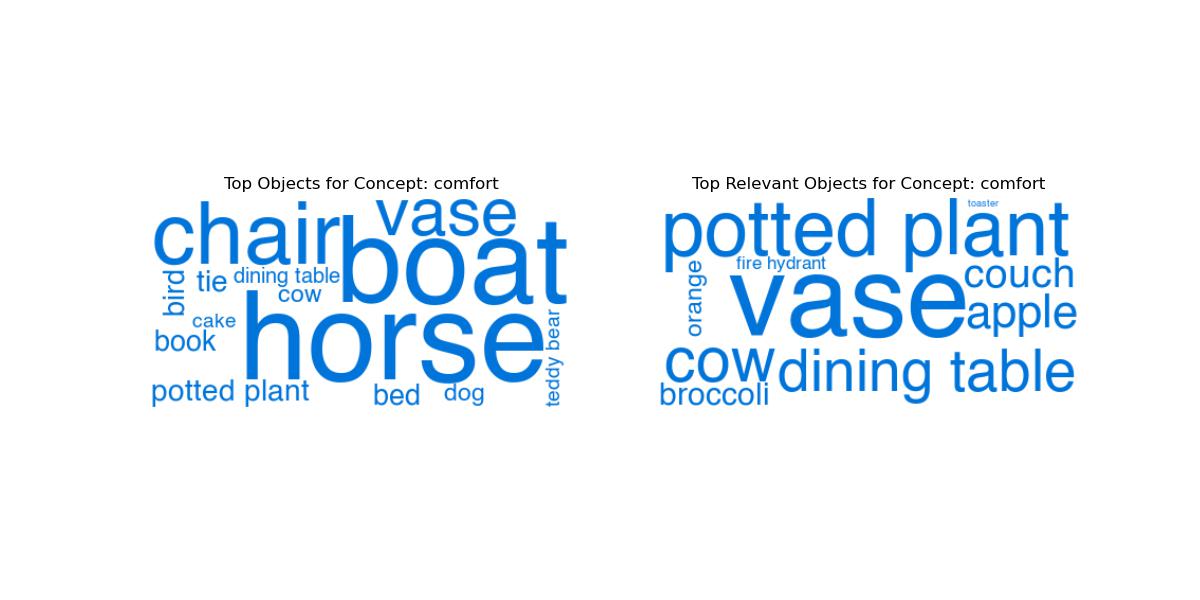 Top Objects for Concept: comfort
chair
vase
boat
bird
tie
dining table
cow
horse
cake
book
teddy bear
potted plant
bed
dog
Top Relevant Objects for Concept: comfort
toaster
potted plant
fire hydrant
orange
vase
couch
apple
cow
dining table
broccoli